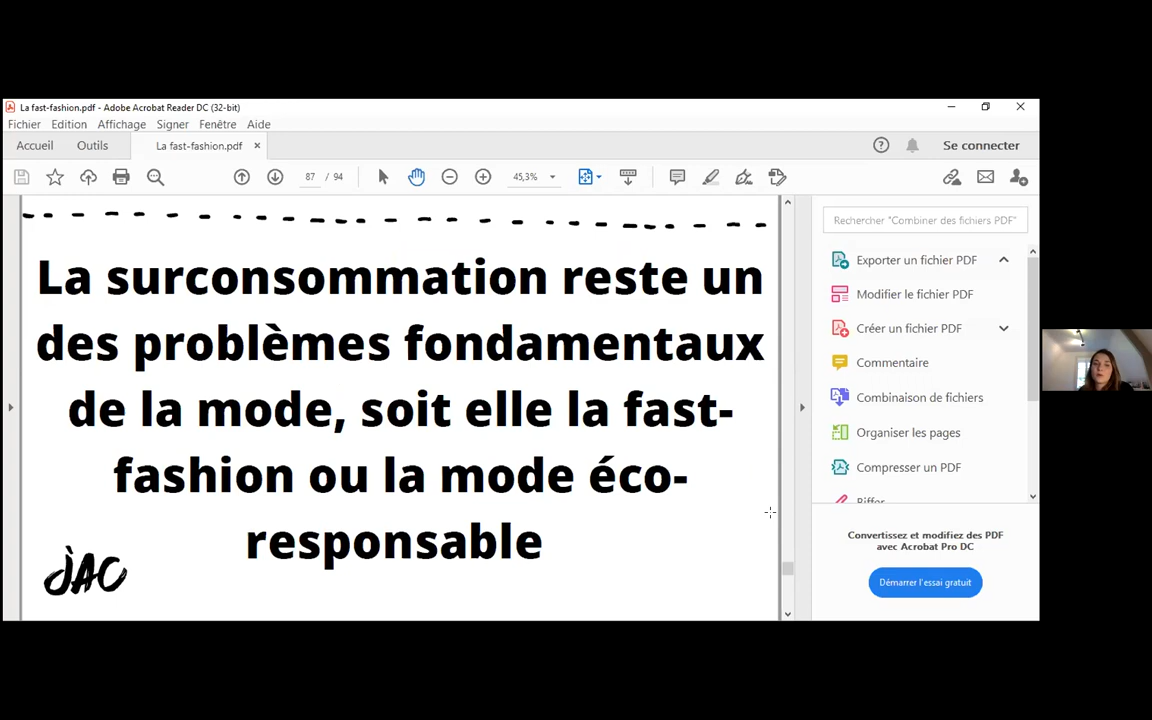 La fast-fashion.pdf - Adobe Acrobat Reader DC (32-bit)
Fichier Edition Affichage Signer Fenêtre Aide
Accueil Outils La fast-fashion.pdf × Se connecter
87 / 94 45,3%
Rechercher "Combiner des fichiers PDF"
Exporter un fichier PDF
Modifier le fichier PDF
Créer un fichier PDF
Commentaire
Combinaison de fichiers
Organiser les pages
Compresser un PDF
Biffer
Convertissez et modifiez des PDF
avec Acrobat Pro DC
Démarrer l'essai gratuit
La surconsommation reste un
des problèmes fondamentaux
de la mode, soit elle la fast-
fashion ou la mode éco-
responsable
JAC